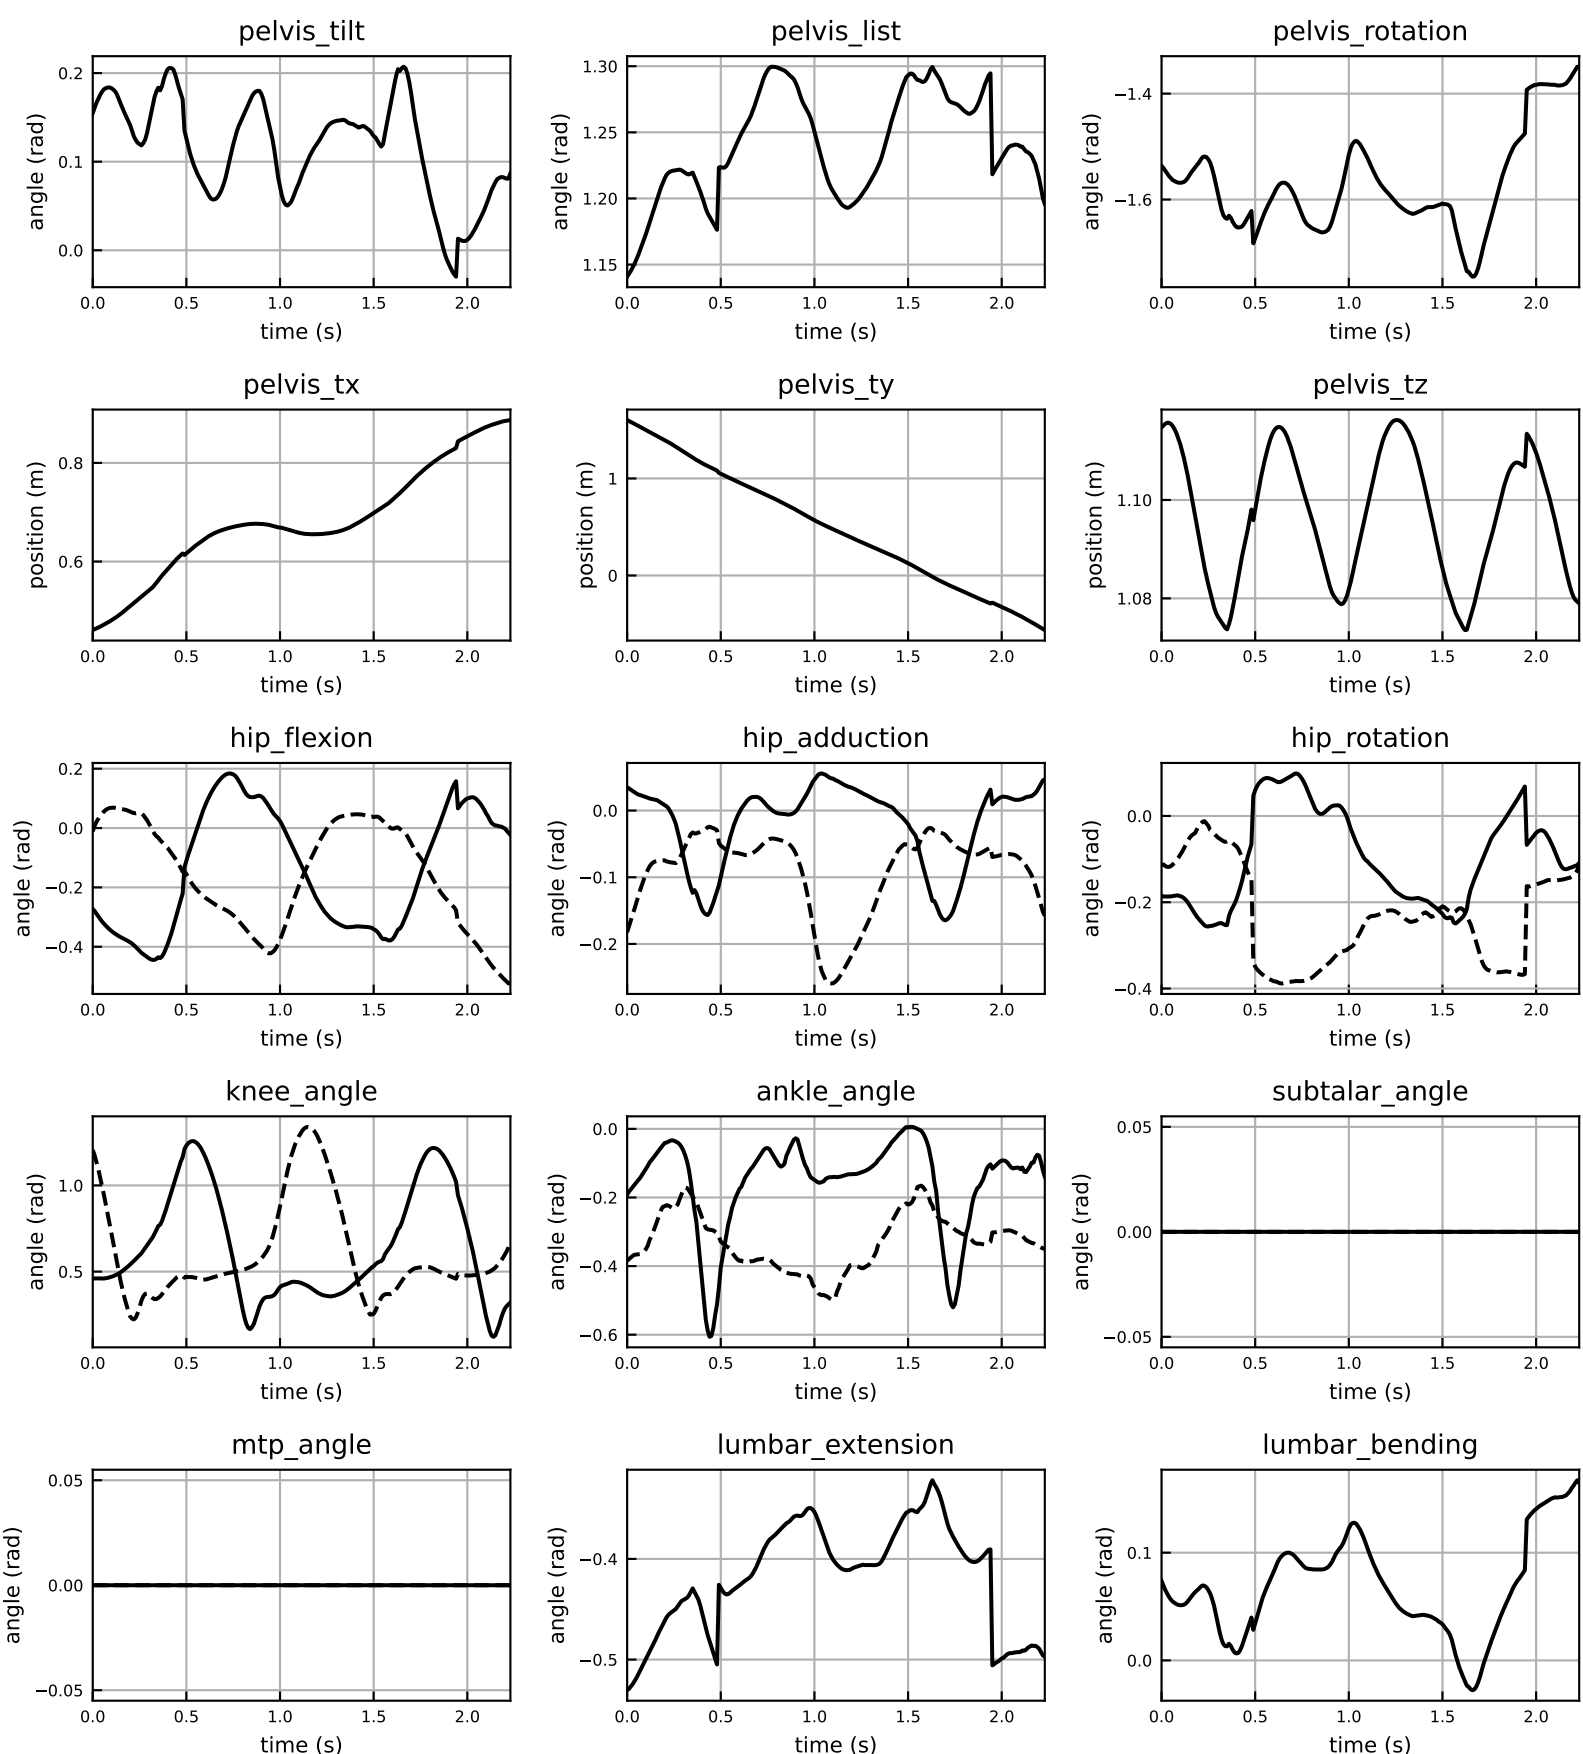 pelvis_tilt
angle (rad)
0.2
0.1
0.0
0.0 0.5 1.0 1.5 2.0
time (s)
pelvis_list
angle (rad)
1.30
1.25
1.20
1.15
0.0 0.5 1.0 1.5 2.0
time (s)
pelvis_rotation
angle (rad)
−1.4
−1.6
0.0 0.5 1.0 1.5 2.0
time (s)
pelvis_tx
position (m)
0.8
0.6
0.0 0.5 1.0 1.5 2.0
time (s)
pelvis_ty
position (m)
1
0
0.0 0.5 1.0 1.5 2.0
time (s)
pelvis_tz
position (m)
1.10
1.08
0.0 0.5 1.0 1.5 2.0
time (s)
hip_flexion
angle (rad)
0.2
0.0
−0.2
−0.4
0.0 0.5 1.0 1.5 2.0
time (s)
hip_adduction
angle (rad)
0.0
−0.1
−0.2
0.0 0.5 1.0 1.5 2.0
time (s)
hip_rotation
angle (rad)
0.0
−0.2
−0.4
0.0 0.5 1.0 1.5 2.0
time (s)
knee_angle
angle (rad)
1.0
0.5
0.0 0.5 1.0 1.5 2.0
time (s)
ankle_angle
angle (rad)
0.0
−0.2
−0.4
−0.6
0.0 0.5 1.0 1.5 2.0
time (s)
subtalar_angle
angle (rad)
0.05
0.00
−0.05
0.0 0.5 1.0 1.5 2.0
time (s)
mtp_angle
angle (rad)
0.05
0.00
−0.05
0.0 0.5 1.0 1.5 2.0
time (s)
lumbar_extension
angle (rad)
−0.4
−0.5
0.0 0.5 1.0 1.5 2.0
time (s)
lumbar_bending
angle (rad)
0.1
0.0
0.0 0.5 1.0 1.5 2.0
time (s)